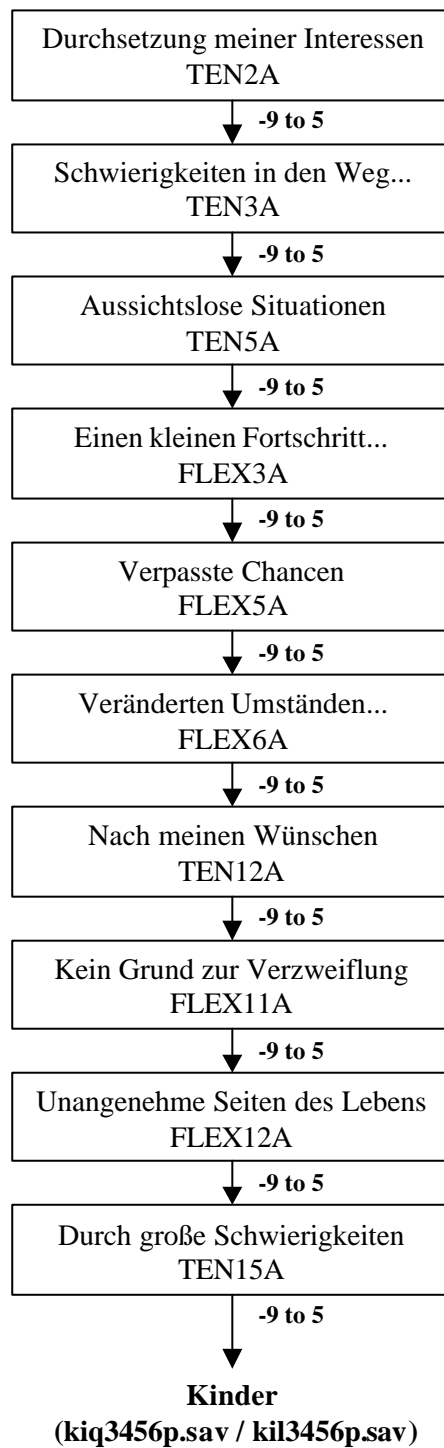 Durchsetzung meiner Interessen
TEN2A
-9 to 5
Schwierigkeiten in den Weg...
TEN3A
-9 to 5
Aussichtslose Situationen
TEN5A
-9 to 5
Einen kleinen Fortschritt...
FLEX3A
-9 to 5
Verpasste Chancen
FLEX5A
-9 to 5
Veränderten Umständen...
FLEX6A
-9 to 5
Nach meinen Wünschen
TEN12A
-9 to 5
Kein Grund zur Verzweiflung
FLEX11A
-9 to 5
Unangenehme Seiten des Lebens
FLEX12A
-9 to 5
Durch große Schwierigkeiten
TEN15A
-9 to 5
Kinder
(kiq3456p.sav / kil3456p.sav)